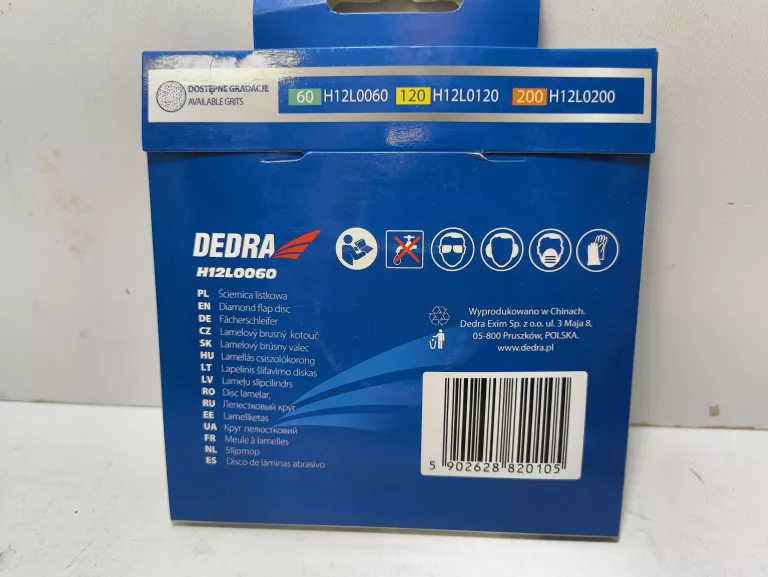 DOSTĘPNE GRADACJE
AVAILABLE GRITS
60 H12L0060 120 H12L0120 200 H12L0200
DEDRA
H12L0060
PL Ściernica listkowa
EN Diamond flap disc
DE Fächerschleifer
CZ Lamelový brusný kotouč
SK Lamelový brúsny valec
HU Lamellás csiszolókorong
LT Lapelinis šlifavimo diskas
LV Lameļu slīpcilindrs
RO Disc lamelar,
RU Лепестковый круг
EE Lamellketas
UA Круг пелюстковий
FR Meule à lamelles
NL Slijpmop
ES Disco de láminas abrasivo
Wyprodukowano w Chinach.
Dedra Exim Sp. z o.o. ul. 3 Maja 8,
05-800 Pruszków, POLSKA.
www.dedra.pl
5 902628 820105